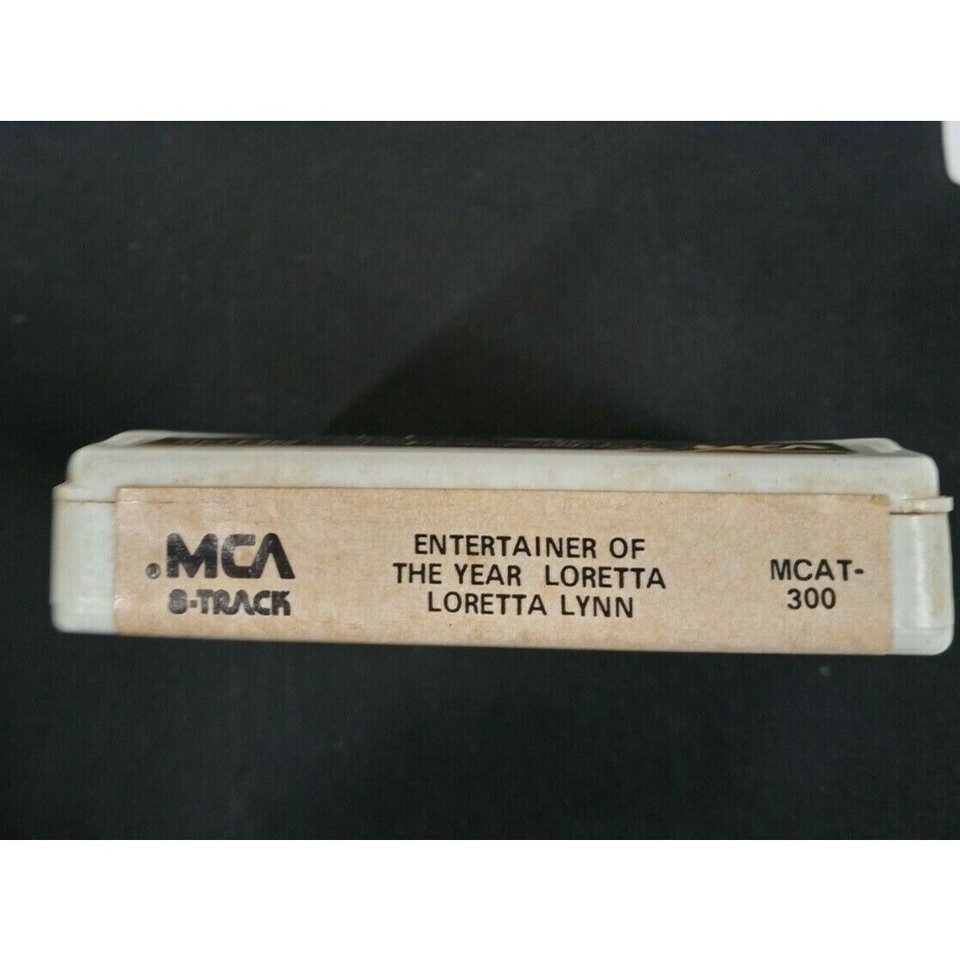 ®MCA
8-TRACK
ENTERTAINER OF
THE YEAR LORETTA
LORETTA LYNN
MCAT-
300